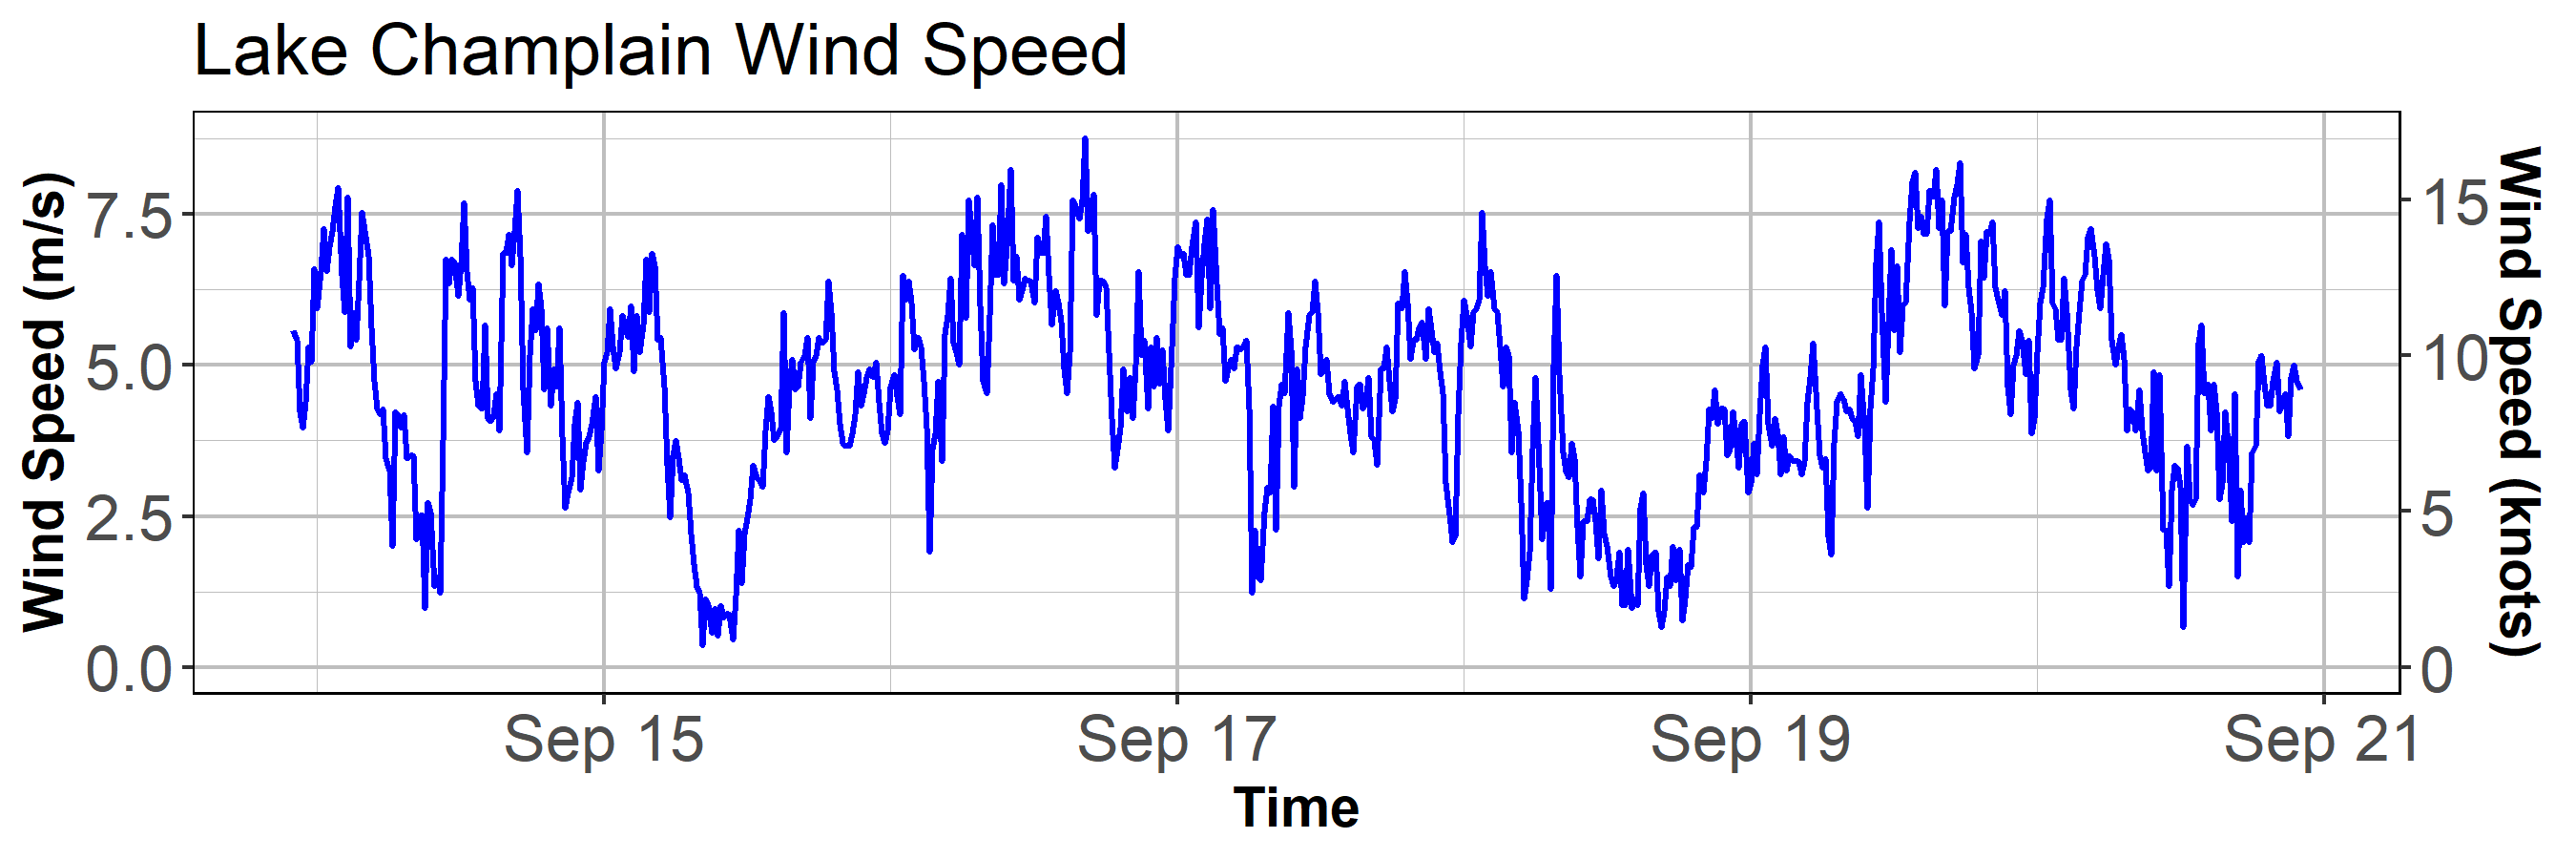 Lake Champlain Wind Speed
Wind Speed (m/s)
7.5
5.0
2.5
0.0
15
10
5
0
Wind Speed (knots)
Sep 15
Sep 17
Sep 19
Sep 21
Time